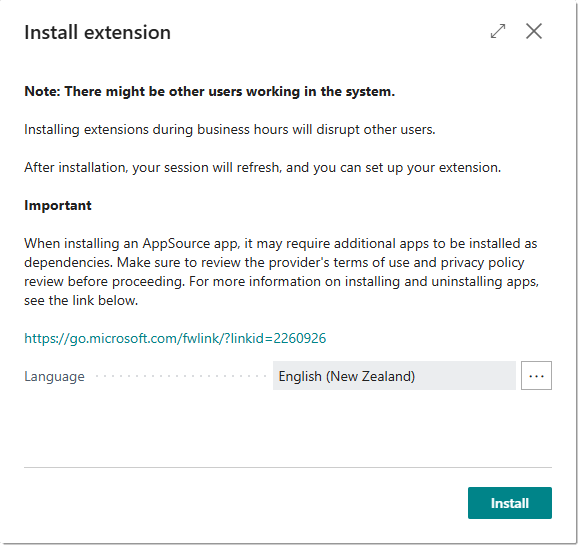 Install extension
Note: There might be other users working in the system.
Installing extensions during business hours will disrupt other users.
After installation, your session will refresh, and you can set up your extension.
Important
When installing an AppSource app, it may require additional apps to be installed as
dependencies. Make sure to review the provider's terms of use and privacy policy
review before proceeding. For more information on installing and uninstalling apps,
see the link below.
https://go.microsoft.com/fwlink/?linkid=2260926
Language English (New Zealand) ...
Install